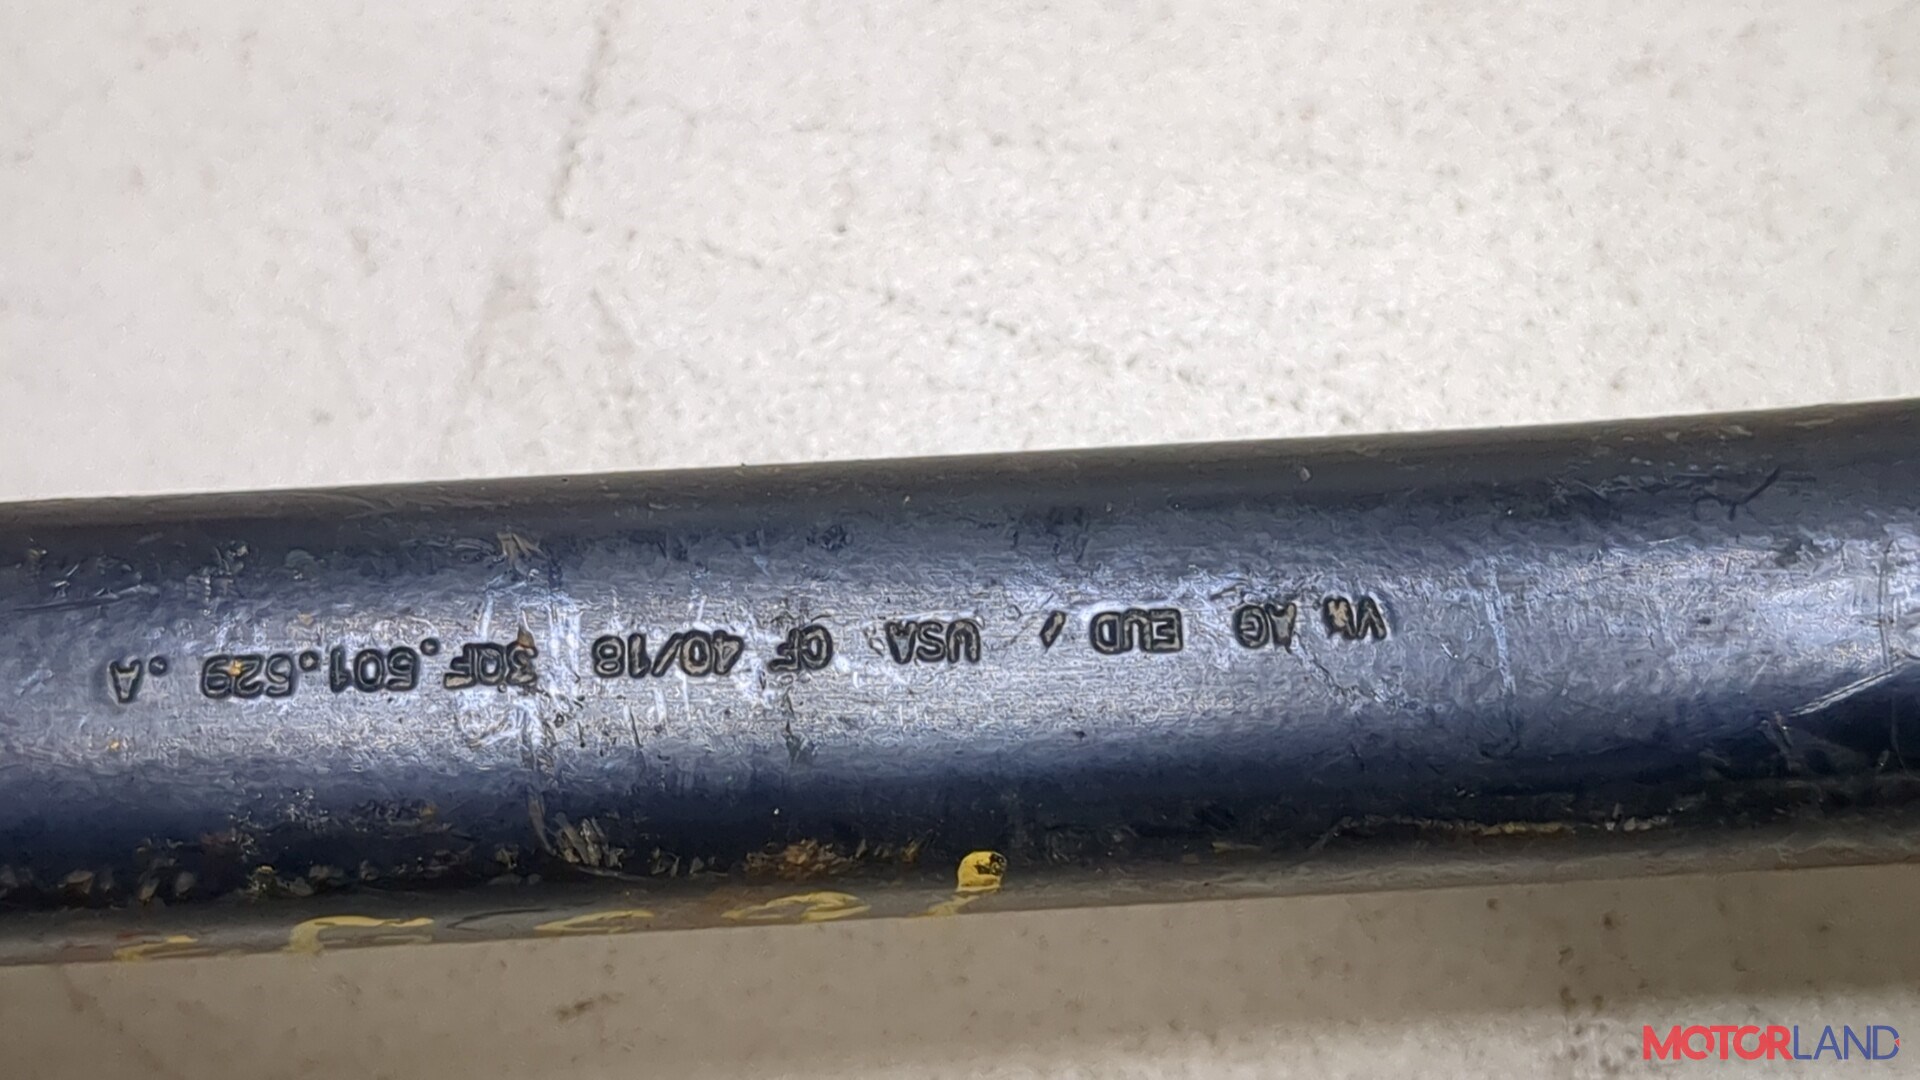 VW AG EUD / USA CF 40/18 3QF.501.529 .A
MOTORLAND